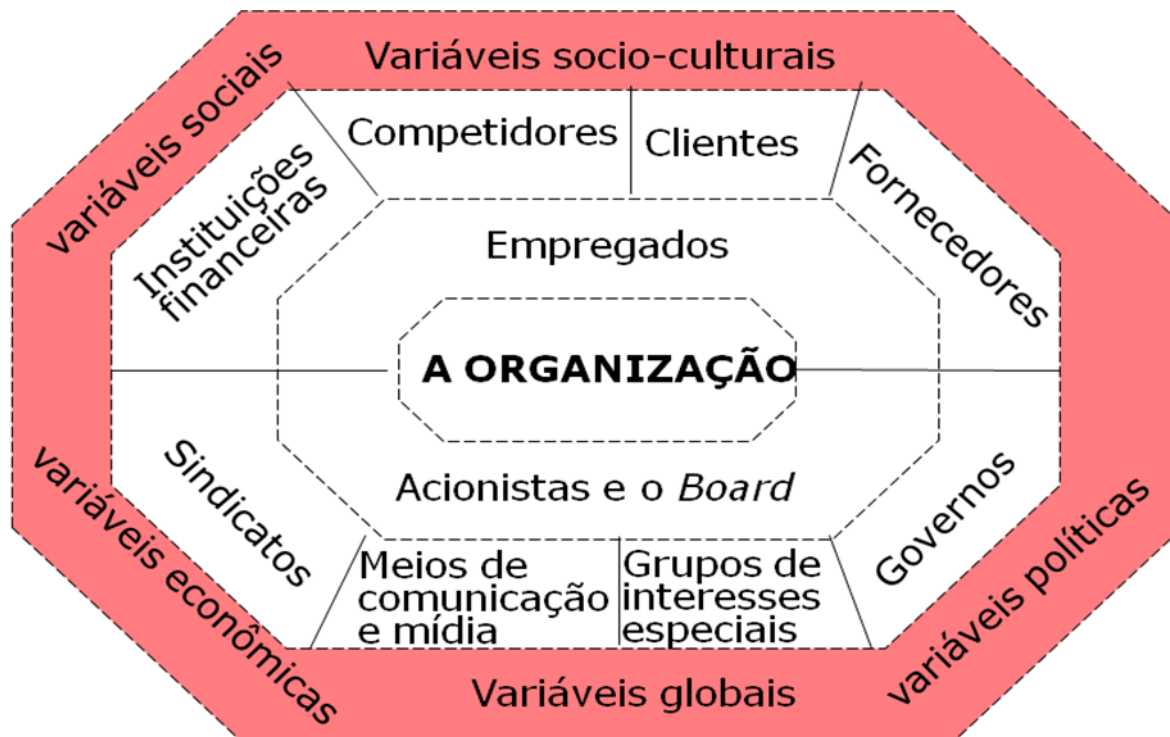 Variáveis socio-culturais
variáveis sociais
Competidores
Clientes
Instituições
financeiras
Fornecedores
Empregados
A ORGANIZAÇÃO
Acionistas e o Board
Sindicatos
Governos
Meios de
comunicação
e mídia
Grupos de
interesses
especiais
variáveis econômicas
variáveis políticas
Variáveis globais